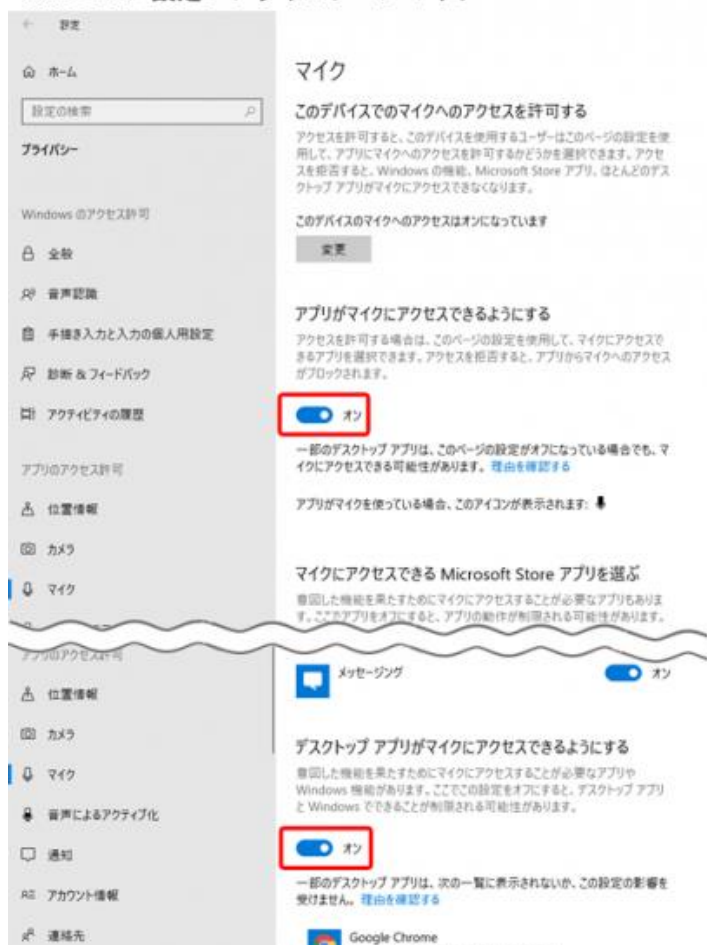 設定
ホーム
設定の検索
プライバシー
Windows のアクセス許可
全般
音声認識
手描き入力と入力の個人用設定
診断 & フィードバック
アクティビティの履歴
アプリのアクセス許可
位置情報
カメラ
マイク
マイク
このデバイスでのマイクへのアクセスを許可する
アクセスを許可すると、このデバイスを使用するユーザーはこのページの設定を使
用して、アプリにマイクへのアクセスを許可するかどうかを選択できます。アクセ
スを拒否すると、Windows の機能、Microsoft Store アプリ、ほとんどのデス
クトップ アプリがマイクにアクセスできなくなります。
このデバイスのマイクへのアクセスはオンになっています
変更
アプリがマイクにアクセスできるようにする
アクセスを許可する場合は、このページの設定を使用して、マイクにアクセスで
きるアプリを選択できます。アクセスを拒否すると、アプリからマイクへのアクセス
がブロックされます。
オン
一部のデスクトップ アプリは、このページの設定がオフになっている場合でも、マ
イクにアクセスできる可能性があります。 理由を確認する
アプリがマイクを使っている場合、このアイコンが表示されます:
マイクにアクセスできる Microsoft Store アプリを選ぶ
意図した機能を果たすためにマイクにアクセスすることが必要なアプリもありま
す。ここでアプリをオフにすると、アプリの動作が制限される可能性があります。
アプリのアクセス許可
位置情報
カメラ
マイク
音声によるアクティブ化
通知
アカウント情報
連絡先
メッセージング
オン
デスクトップ アプリがマイクにアクセスできるようにする
意図した機能を果たすためにマイクにアクセスすることが必要なアプリや
Windows 機能があります。ここでこの設定をオフにすると、デスクトップ アプリ
と Windows でできることが制限される可能性があります。
オン
一部のデスクトップ アプリは、次の一覧に表示されないか、この設定の影響を
受けません。 理由を確認する
Google Chrome